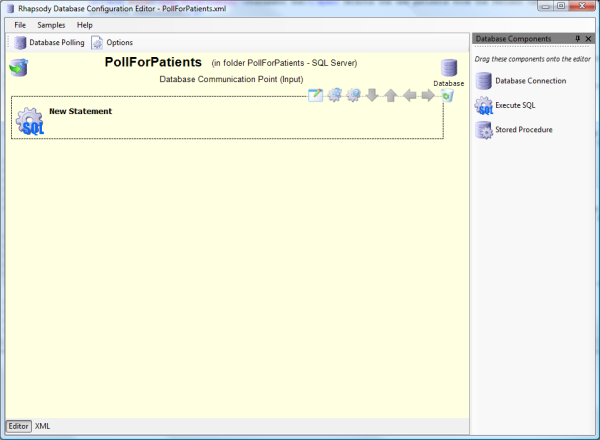 Rhapsody Database Configuration Editor - PollForPatients.xml
File Samples Help
Database Polling Options
PollForPatients (in folder PollForPatients - SQL Server)
Database Communication Point (Input)
Database
New Statement
SQL
Database Components
Drag these components onto the editor
Database Connection
SQL
Execute SQL
Stored Procedure
Editor XML